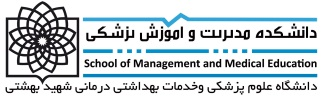 دانشکده مدیریت و آموزش پزشکی
School of Management and Medical Education
دانشگاه علوم پزشکی وخدمات بهداشتی درمانی شهید بهشتی